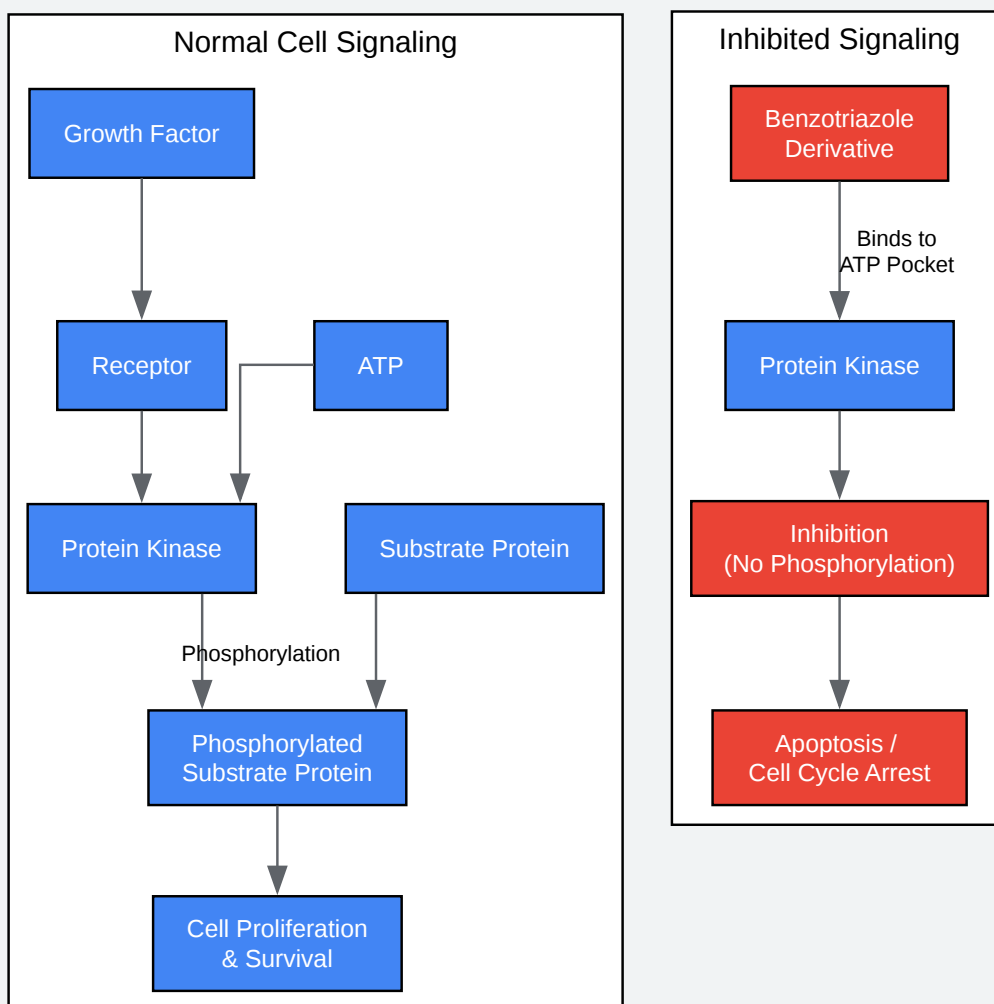 Normal Cell Signaling
Growth Factor
Receptor
ATP
Protein Kinase
Substrate Protein
Phosphorylation
Phosphorylated
Substrate Protein
Cell Proliferation
& Survival
Inhibited Signaling
Benzotriazole
Derivative
Binds to
ATP Pocket
Protein Kinase
Inhibition
(No Phosphorylation)
Apoptosis /
Cell Cycle Arrest